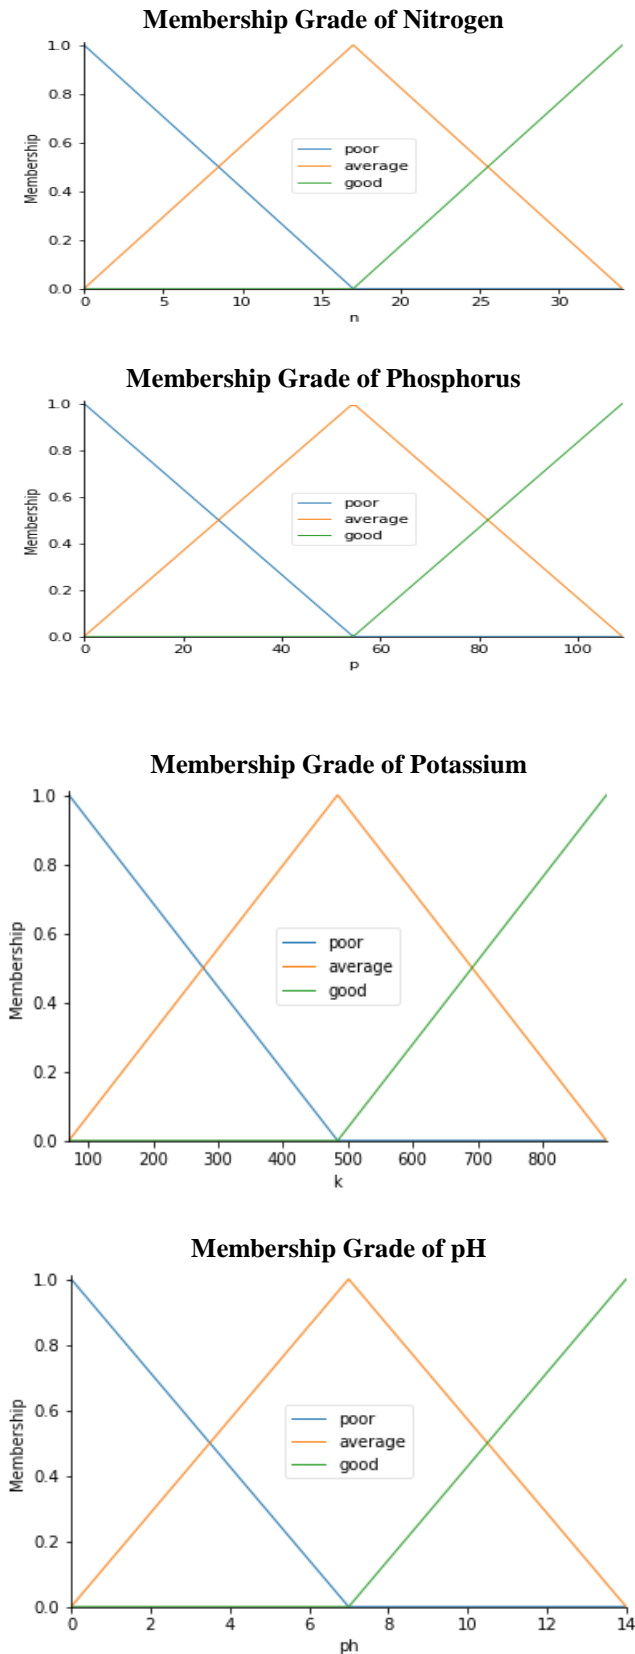 Membership Grade of Nitrogen
1.0
0.8
0.6
0.4
0.2
0.0
Membership
poor
average
good
0 5 10 15 20 25 30
n
Membership Grade of Phosphorus
1.0
0.8
0.6
0.4
0.2
0.0
Membership
poor
average
good
0 20 40 60 80 100
p
Membership Grade of Potassium
1.0
0.8
0.6
0.4
0.2
0.0
Membership
poor
average
good
100 200 300 400 500 600 700 800
k
Membership Grade of pH
1.0
0.8
0.6
0.4
0.2
0.0
Membership
poor
average
good
0 2 4 6 8 10 12 14
ph